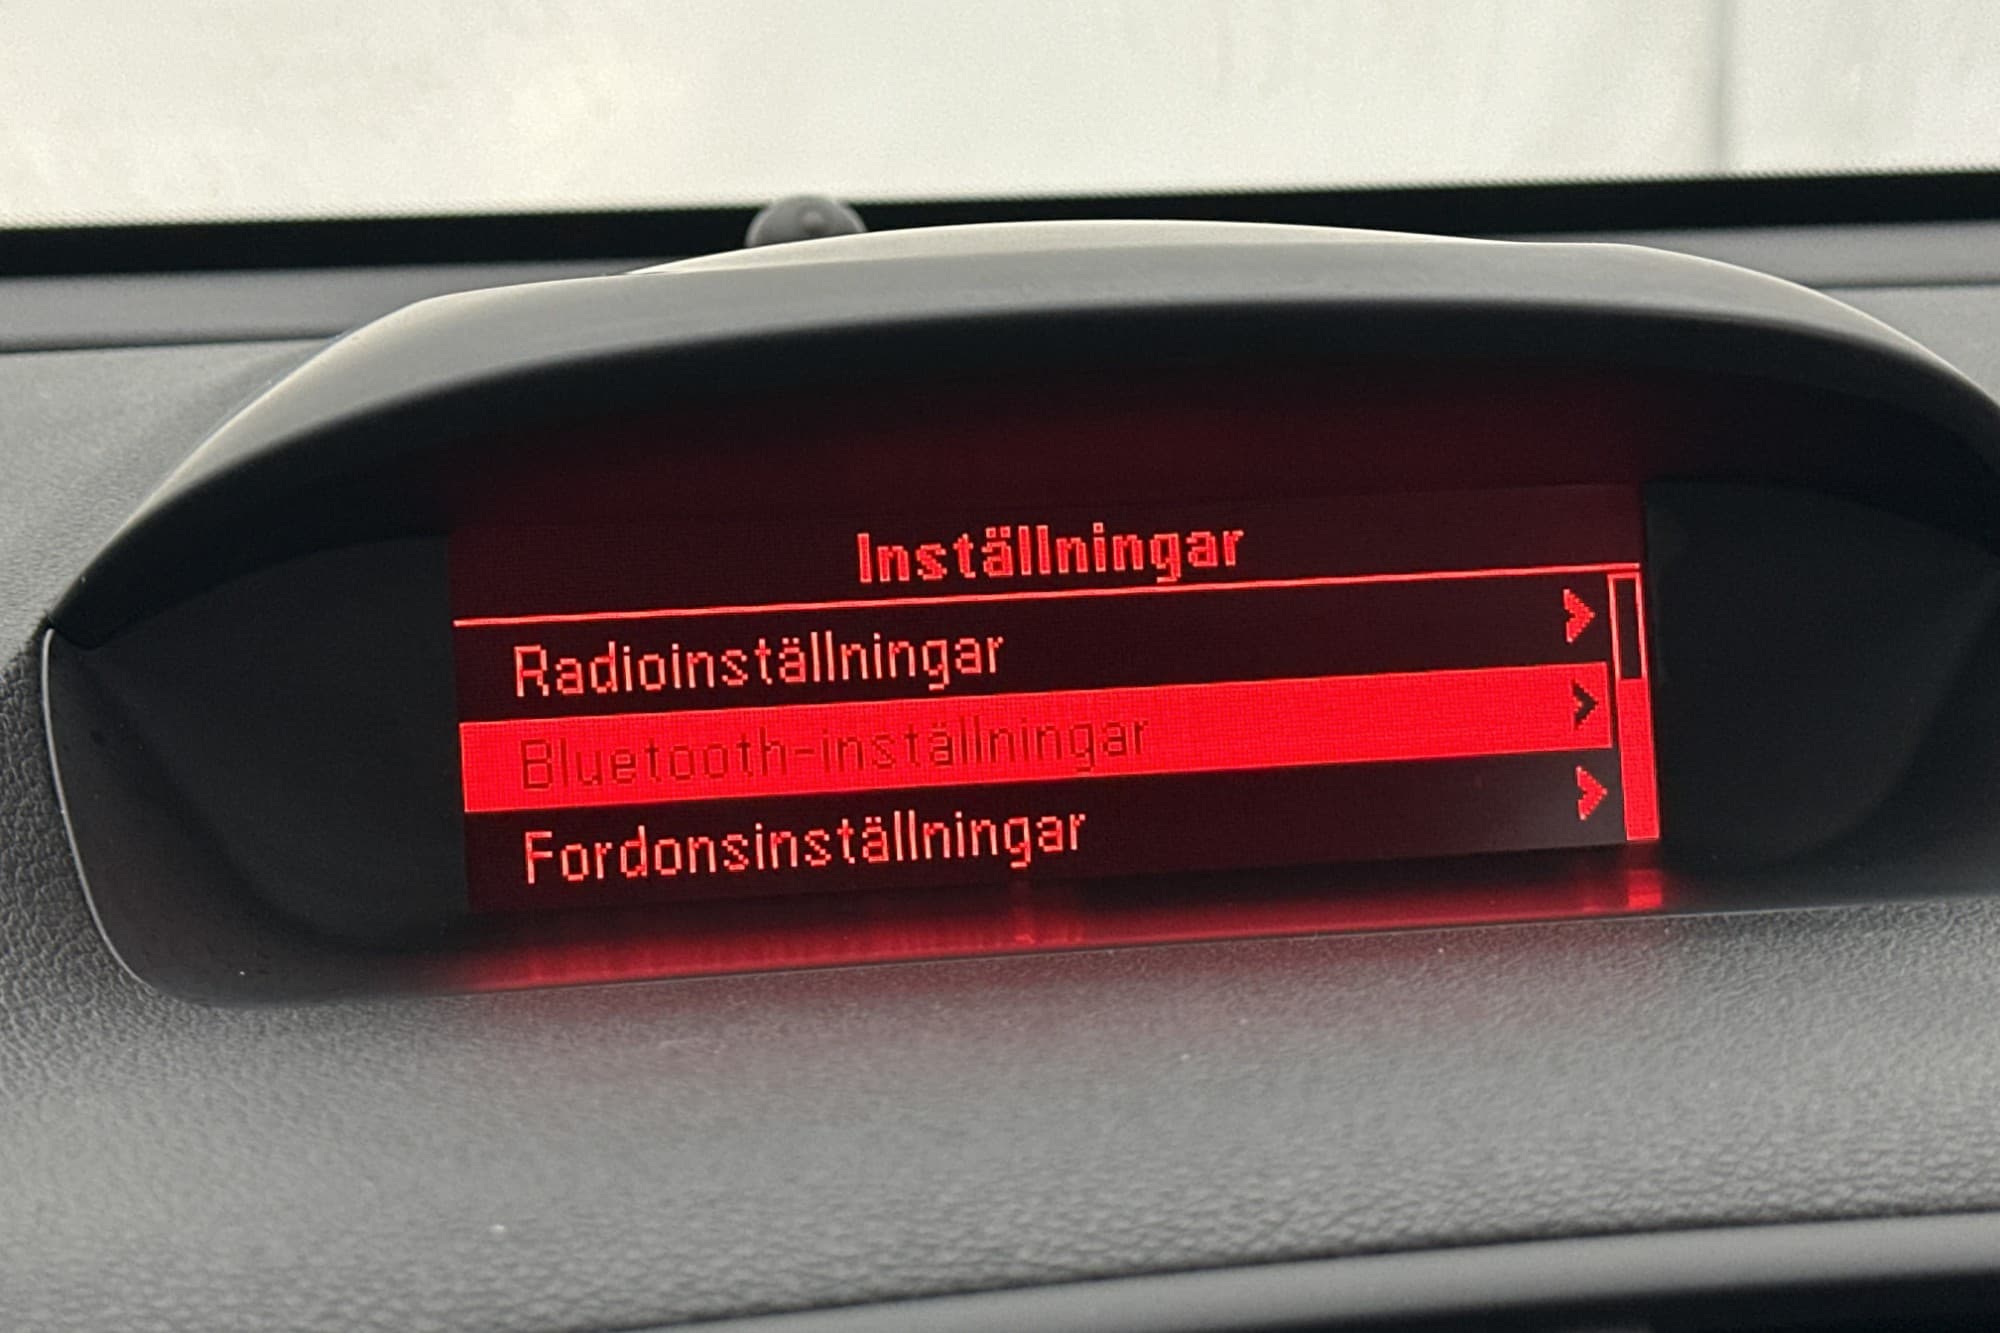 Inställningar
Radioinställningar
Bluetooth-inställningar
Fordonsinställningar